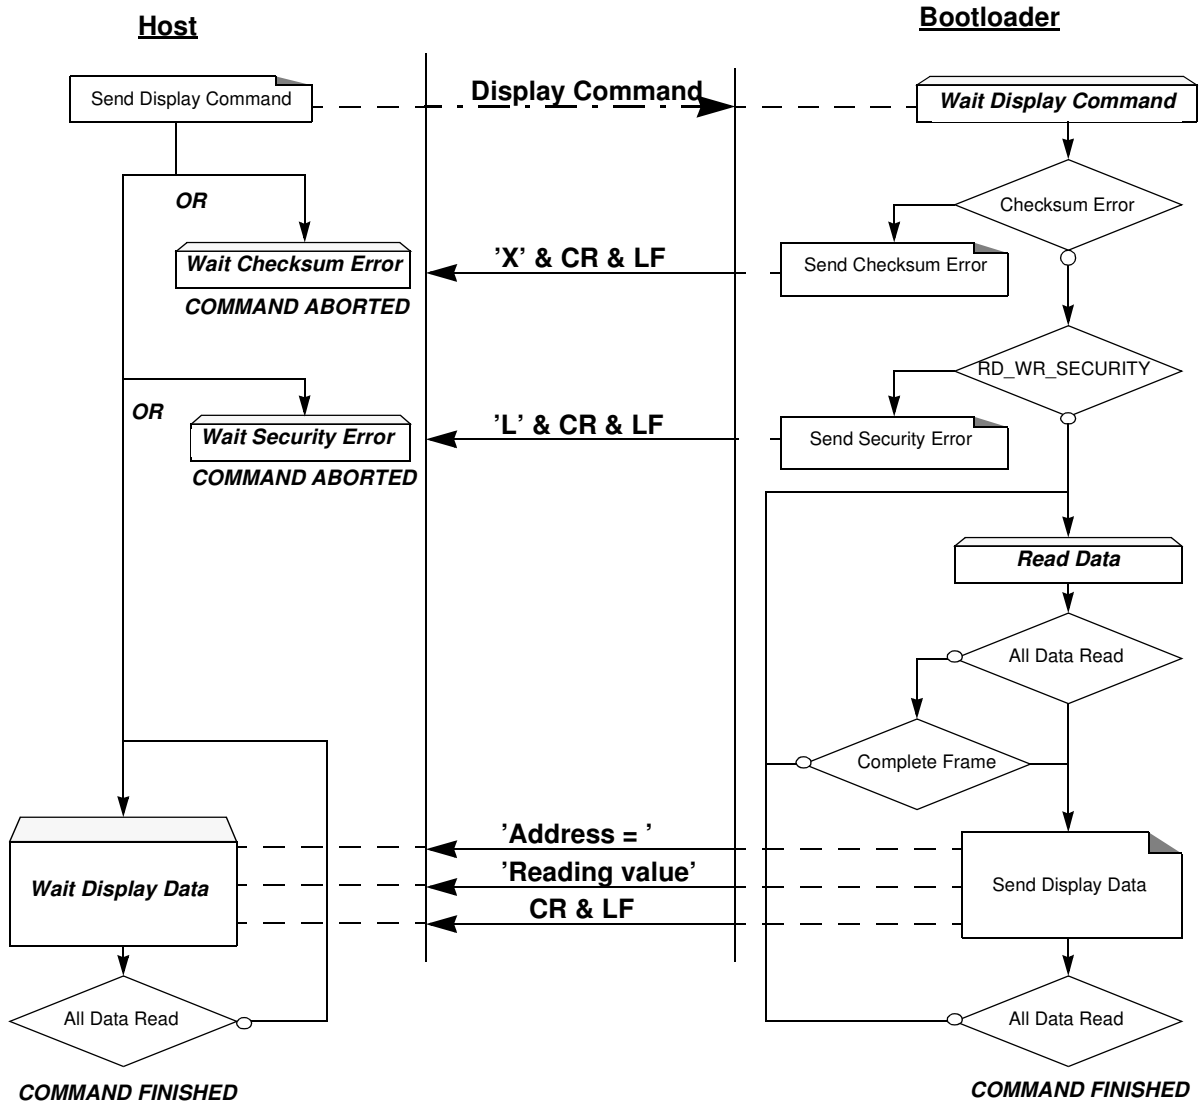 Host
Bootloader
Send Display Command
Display Command
Wait Display Command
OR
Checksum Error
Wait Checksum Error
’X’ & CR & LF
Send Checksum Error
COMMAND ABORTED
RD_WR_SECURITY
OR
Wait Security Error
’L’ & CR & LF
Send Security Error
COMMAND ABORTED
Read Data
All Data Read
Complete Frame
’Address = ’
’Reading value’
CR & LF
Wait Display Data
Send Display Data
All Data Read
All Data Read
COMMAND FINISHED
COMMAND FINISHED